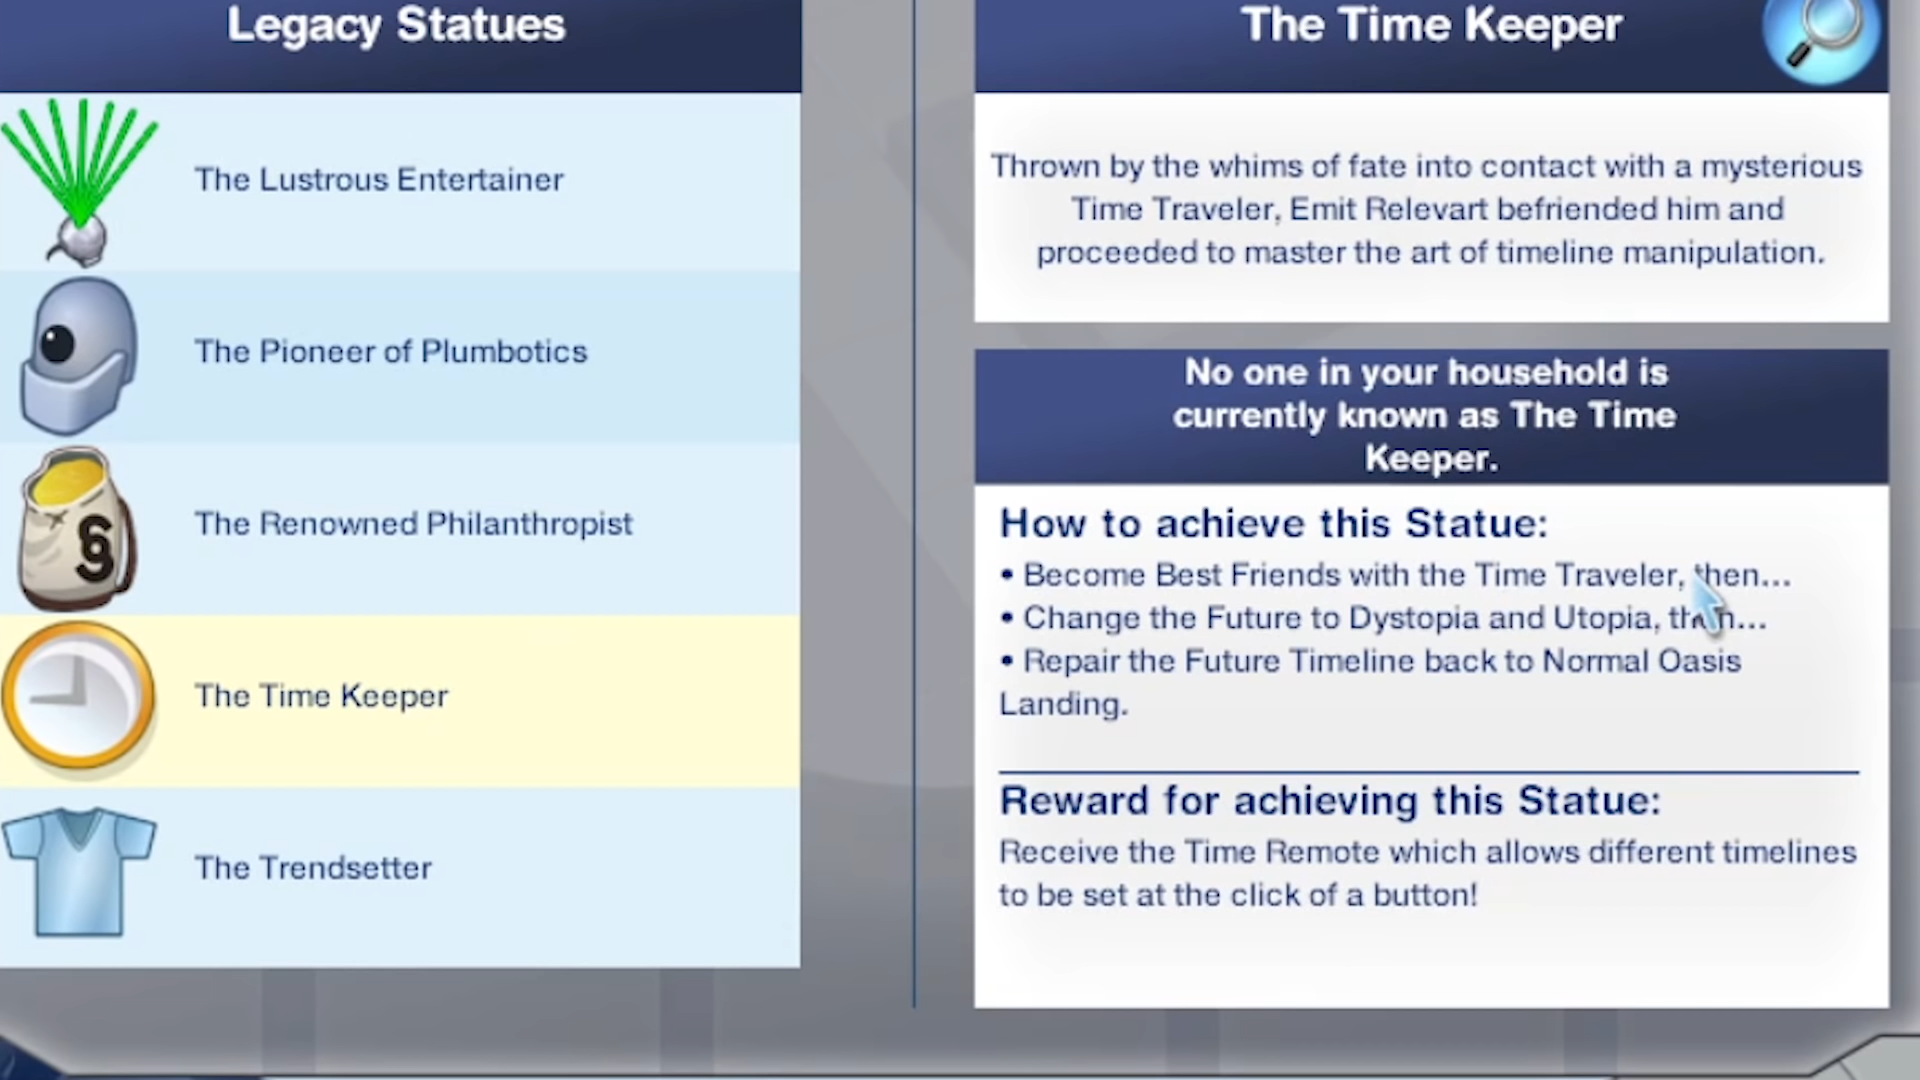 Legacy Statues
The Lustrous Entertainer
The Pioneer of Plumbotics
The Renowned Philanthropist
The Time Keeper
The Trendsetter
The Time Keeper
Thrown by the whims of fate into contact with a mysterious
Time Traveler, Emit Relevart befriended him and
proceeded to master the art of timeline manipulation.
No one in your household is
currently known as The Time
Keeper.
How to achieve this Statue:
• Become Best Friends with the Time Traveler, then...
• Change the Future to Dystopia and Utopia, then...
• Repair the Future Timeline back to Normal Oasis
Landing.
Reward for achieving this Statue:
Receive the Time Remote which allows different timelines
to be set at the click of a button!